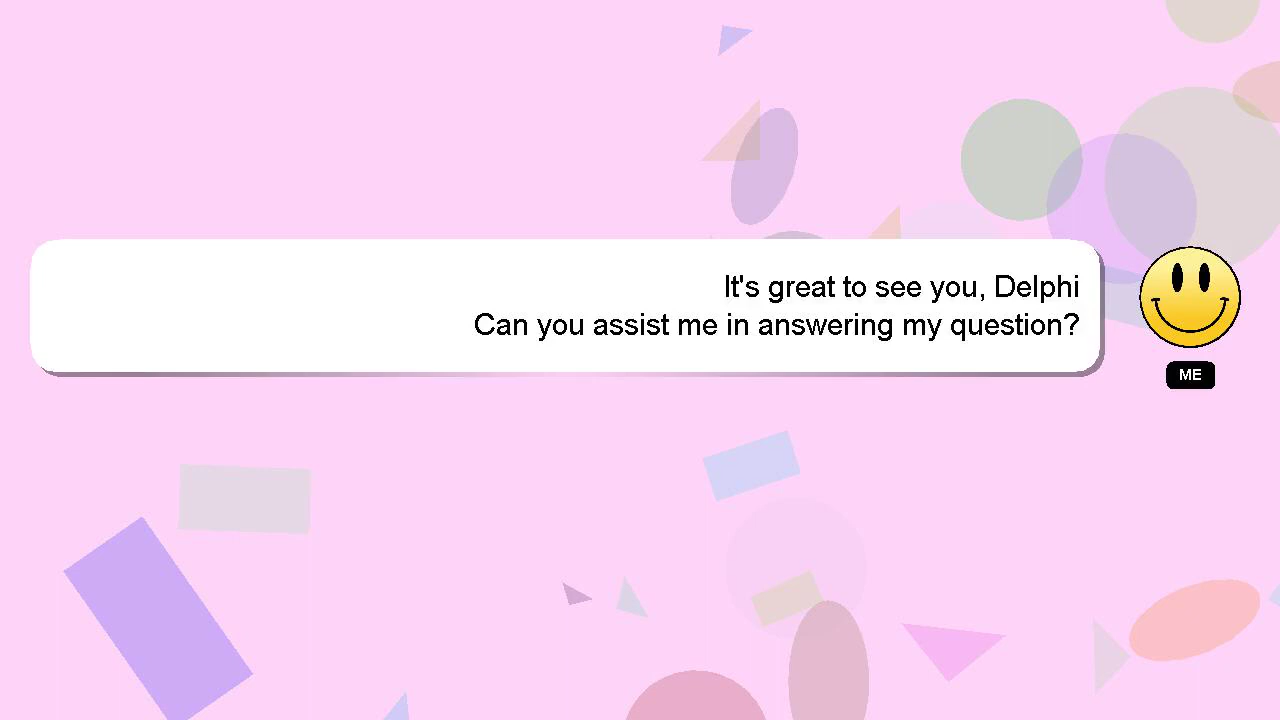 It's great to see you, Delphi
Can you assist me in answering my question?
ME